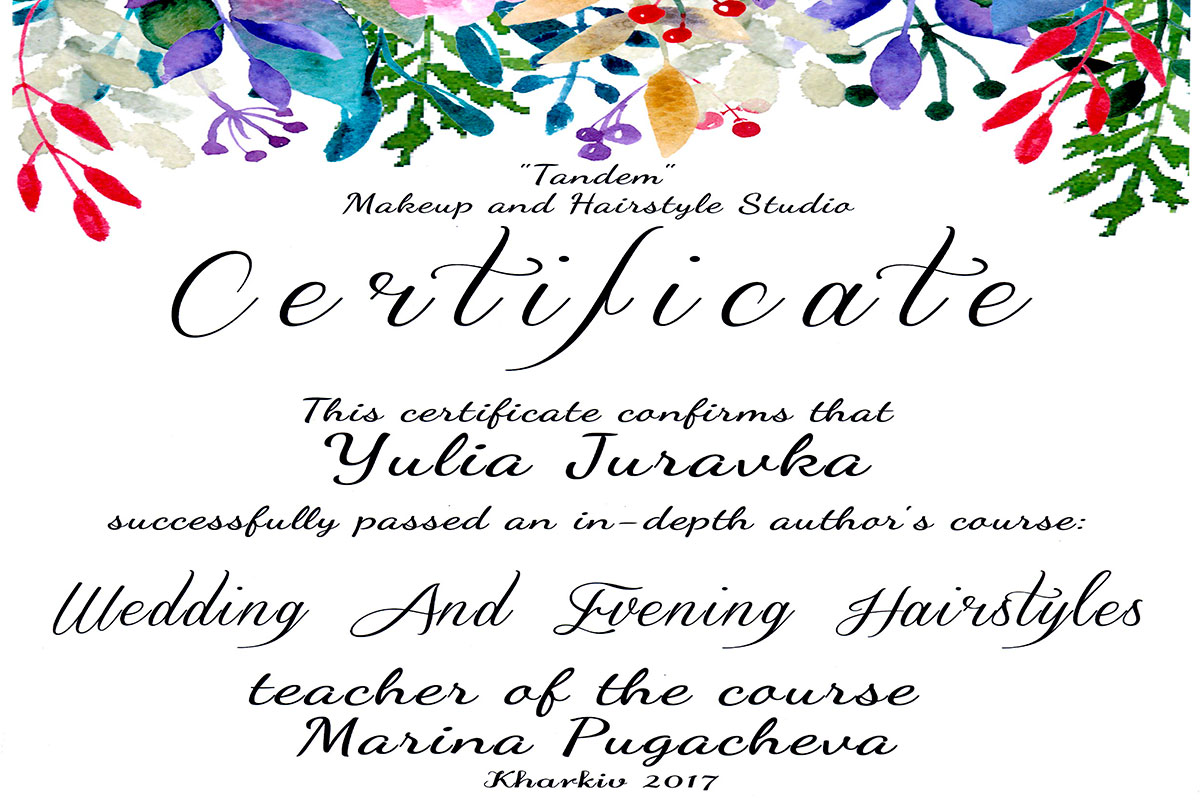 "Tandem"
Makeup and Hairstyle Studio
Certificate
This certificate confirms that
Yulia Juravka
successfully passed an in-depth author's course:
Wedding And Evening Hairstyles
teacher of the course
Marina Pugacheva
Kharkiv 2017